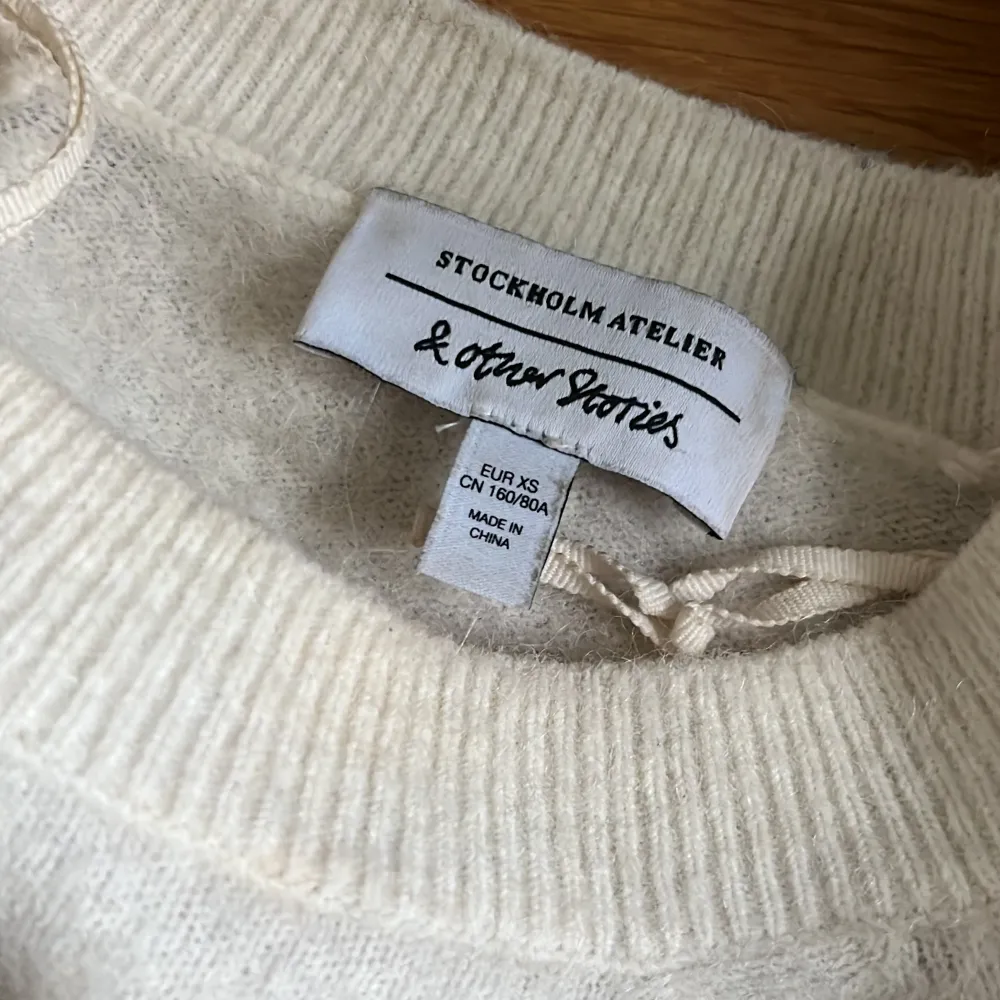 STOCKHOLM ATELIER
& other Stories
EUR XS
CN 160/80A
MADE IN
CHINA